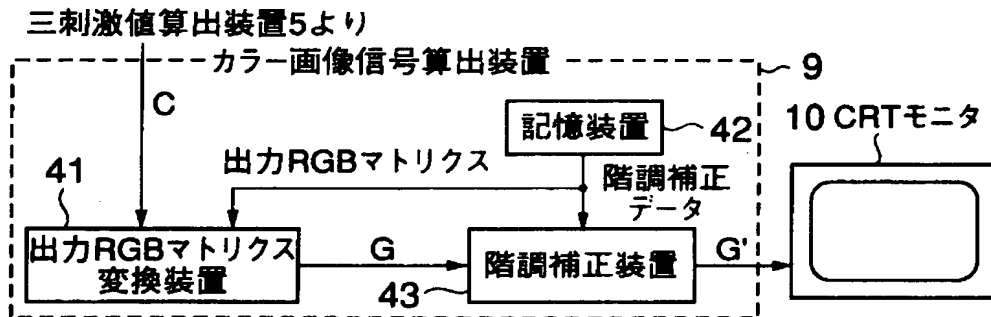 三刺激値算出装置5より
カラー画像信号算出装置
9
C
記憶装置
42
10 CRTモニタ
41
出力RGBマトリクス
階調補正
データ
出力RGBマトリクス
変換装置
G
階調補正装置
G'
43